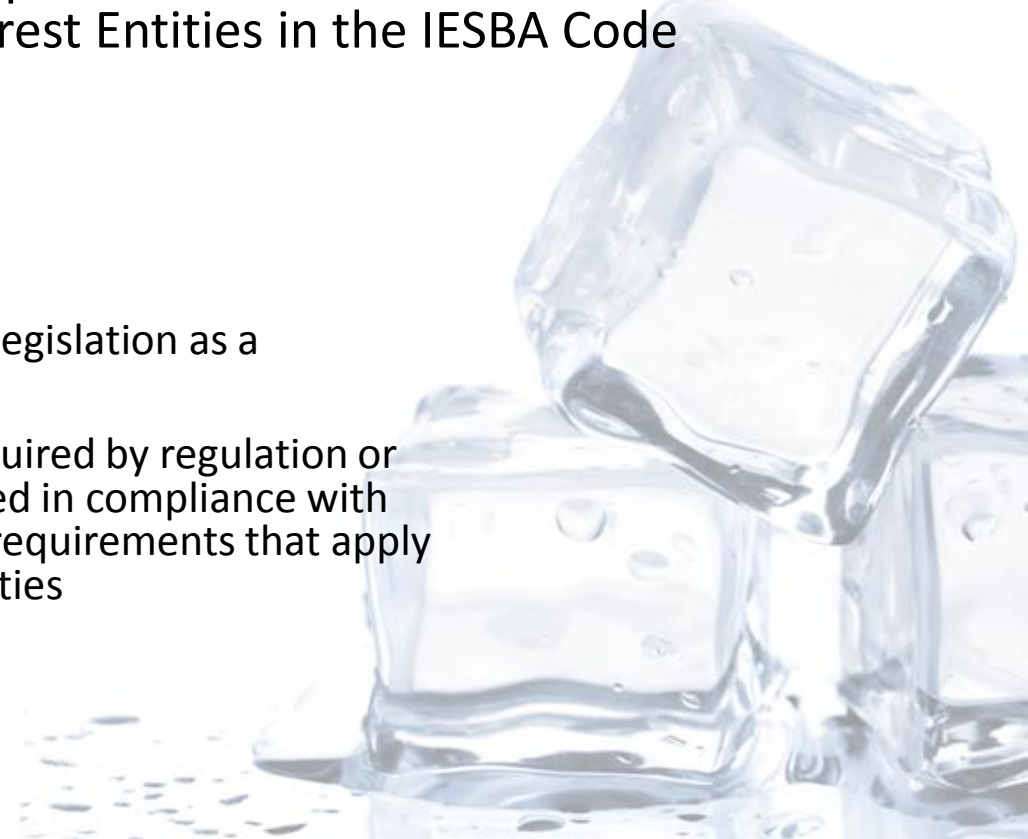 rest Entities in the IESBA Code
egislation as a
uired by regulation or
ed in compliance with
requirements that apply
ties